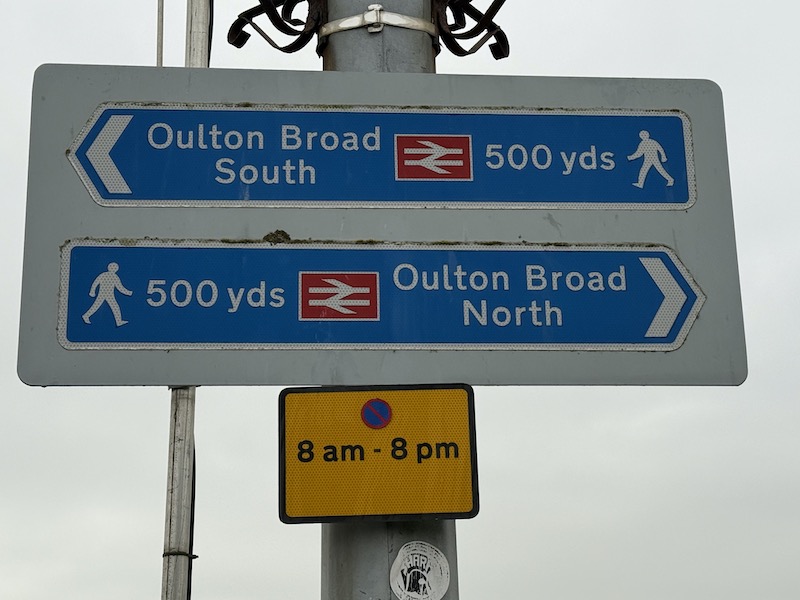 Oulton Broad
South
500 yds
500 yds
Oulton Broad
North
8 am - 8 pm